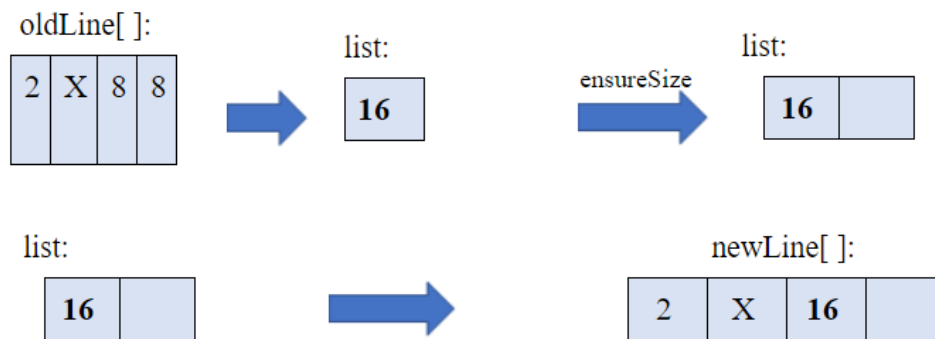 oldLine[ ]:
2 X 8 8
list:
16
ensureSize
list:
16
list:
16
newLine[ ]:
2 X 16